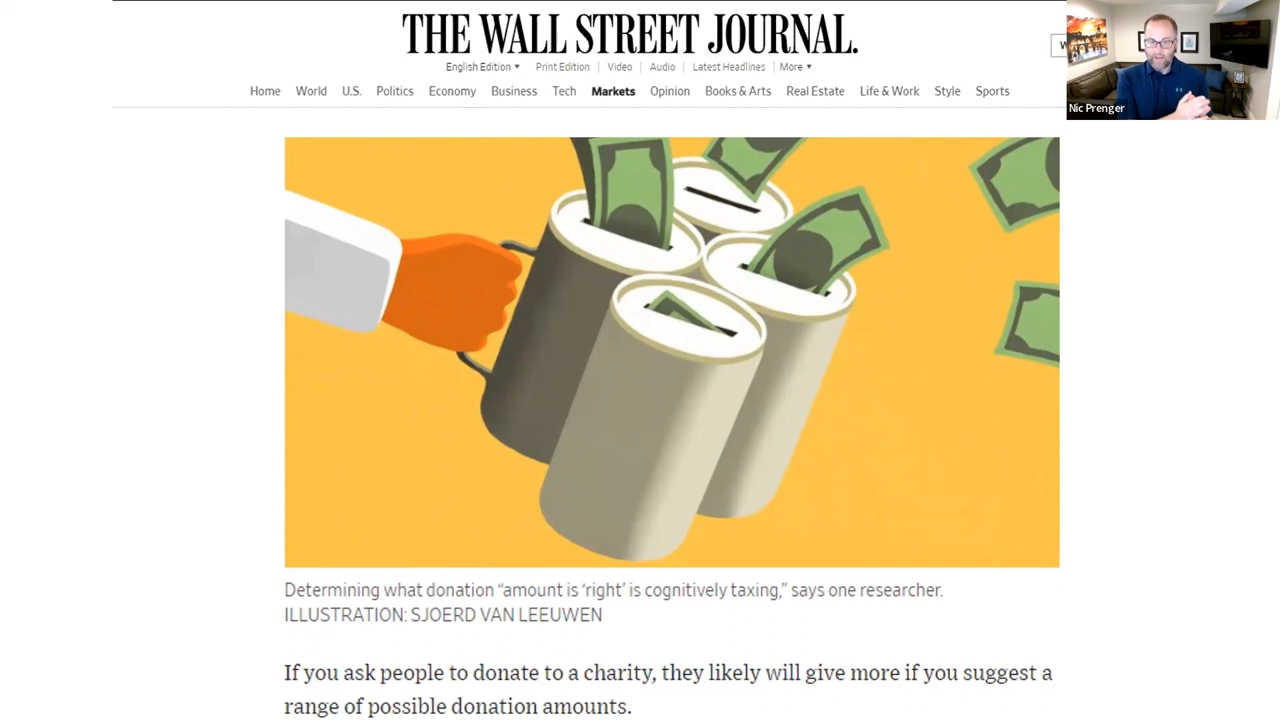 THE WALL STREET JOURNAL.
English Edition ▾ Print Edition | Video | Audio | Latest Headlines | More ▾
Home World U.S. Politics Economy Business Tech Markets Opinion Books & Arts Real Estate Life & Work Style Sports
Nic Prenger
Determining what donation “amount is ‘right’ is cognitively taxing,” says one researcher.
ILLUSTRATION: SJOERD VAN LEEUWEN
If you ask people to donate to a charity, they likely will give more if you suggest a
range of possible donation amounts.